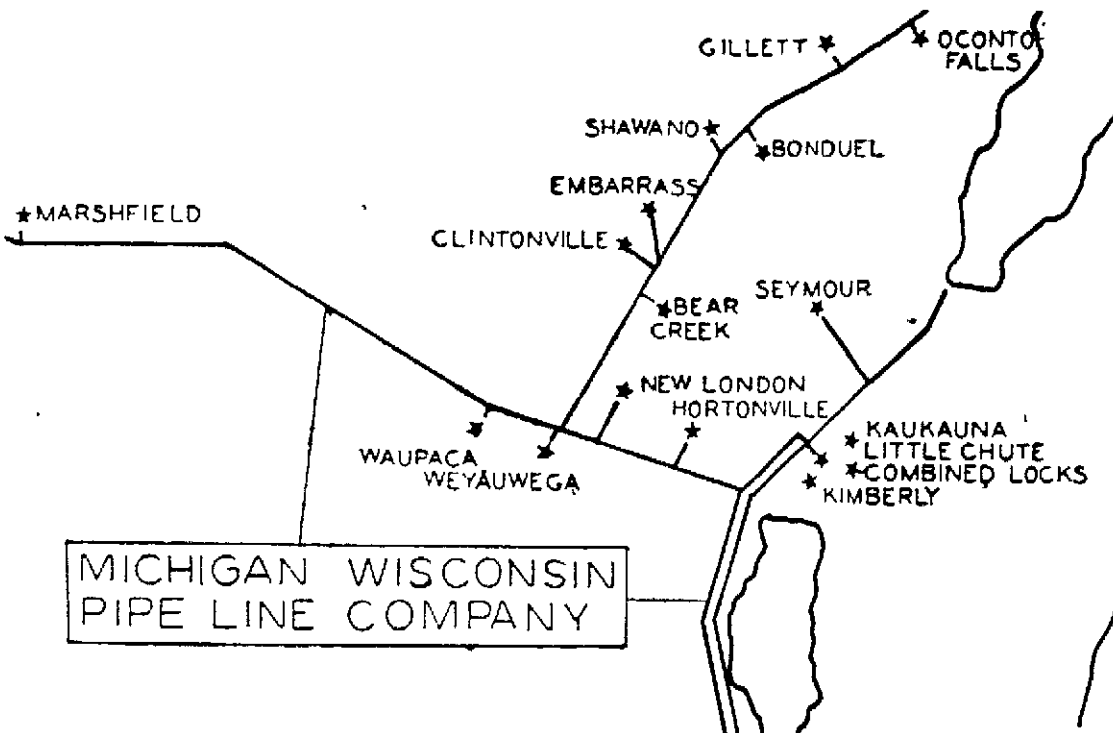 GILLETT
OCONTO
FALLS
SHAWANO
BONDUEL
EMBARRASS
MARSHFIELD
CLINTONVILLE
SEYMOUR
BEAR
CREEK
NEW LONDON
HORTONVILLE
WAUPACA
WEYAUWEGA
KAUKAUNA
LITTLE CHUTE
COMBINED LOCKS
KIMBERLY
MICHIGAN WISCONSIN
PIPE LINE COMPANY